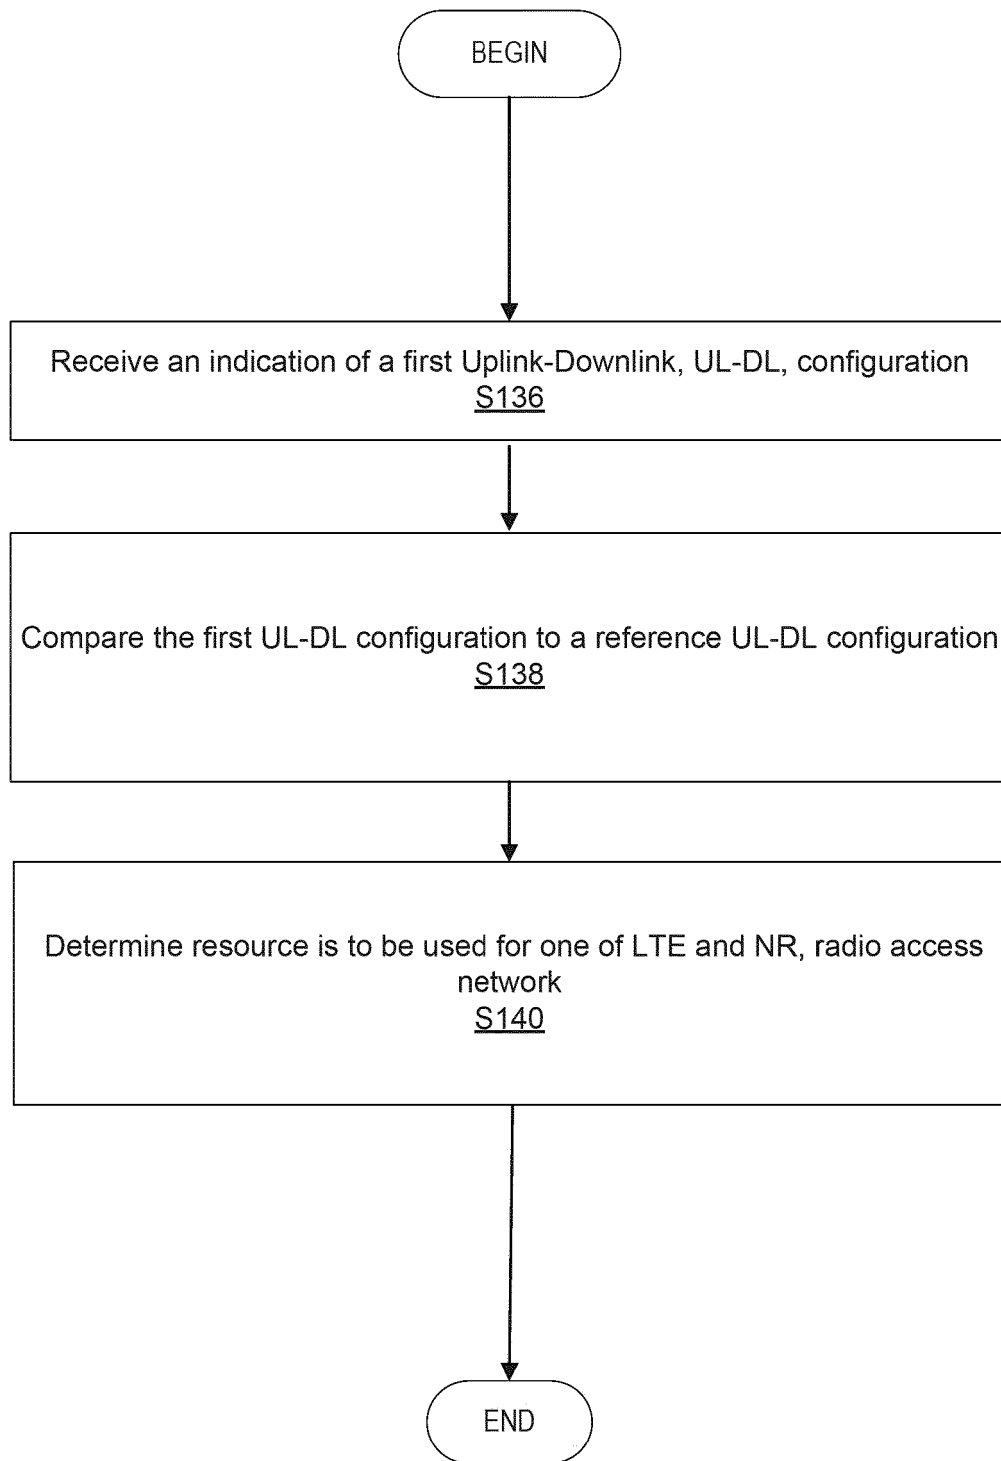 BEGIN
Receive an indication of a first Uplink-Downlink, UL-DL, configuration
S136
Compare the first UL-DL configuration to a reference UL-DL configuration
S138
Determine resource is to be used for one of LTE and NR, radio access
network
S140
END